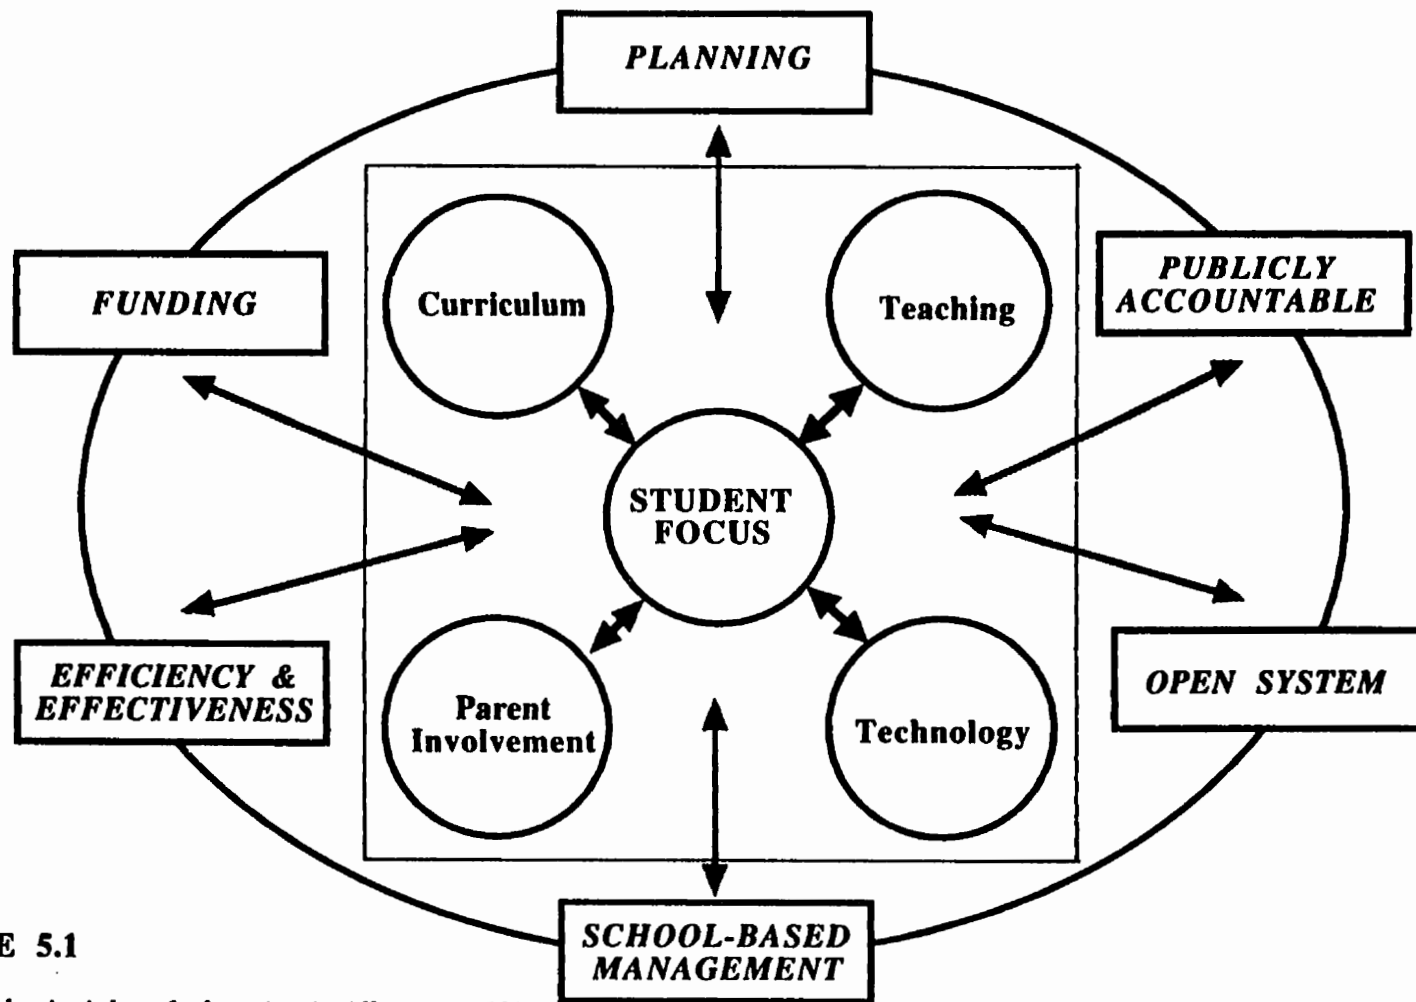 PLANNING
FUNDING
PUBLICLY
ACCOUNTABLE
Curriculum
Teaching
STUDENT
FOCUS
EFFICIENCY &
EFFECTIVENESS
Parent
Involvement
Technology
OPEN SYSTEM
SCHOOL-BASED
MANAGEMENT
E 5.1